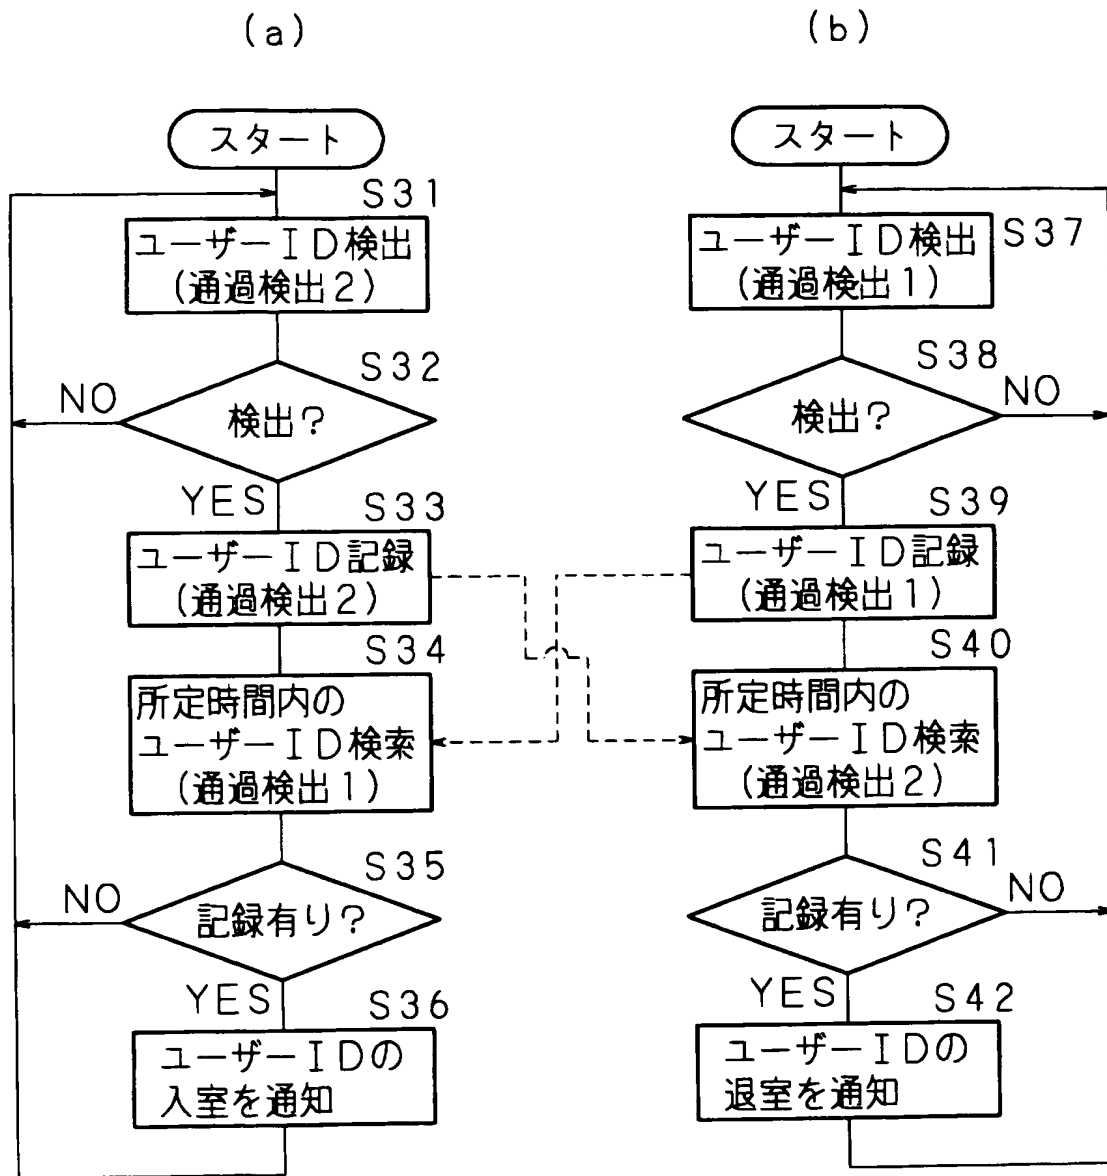 (a)
スタート
S31
ユーザーID検出
(通過検出2)
S32
NO
検出?
YES
S33
ユーザーID記録
(通過検出2)
S34
所定時間内の
ユーザーID検索
(通過検出1)
S35
NO
記録有り?
YES
S36
ユーザーIDの
入室を通知
(b)
スタート
S37
ユーザーID検出
(通過検出1)
S38
NO
検出?
YES
S39
ユーザーID記録
(通過検出1)
S40
所定時間内の
ユーザーID検索
(通過検出2)
S41
NO
記録有り?
YES
S42
ユーザーIDの
退室を通知